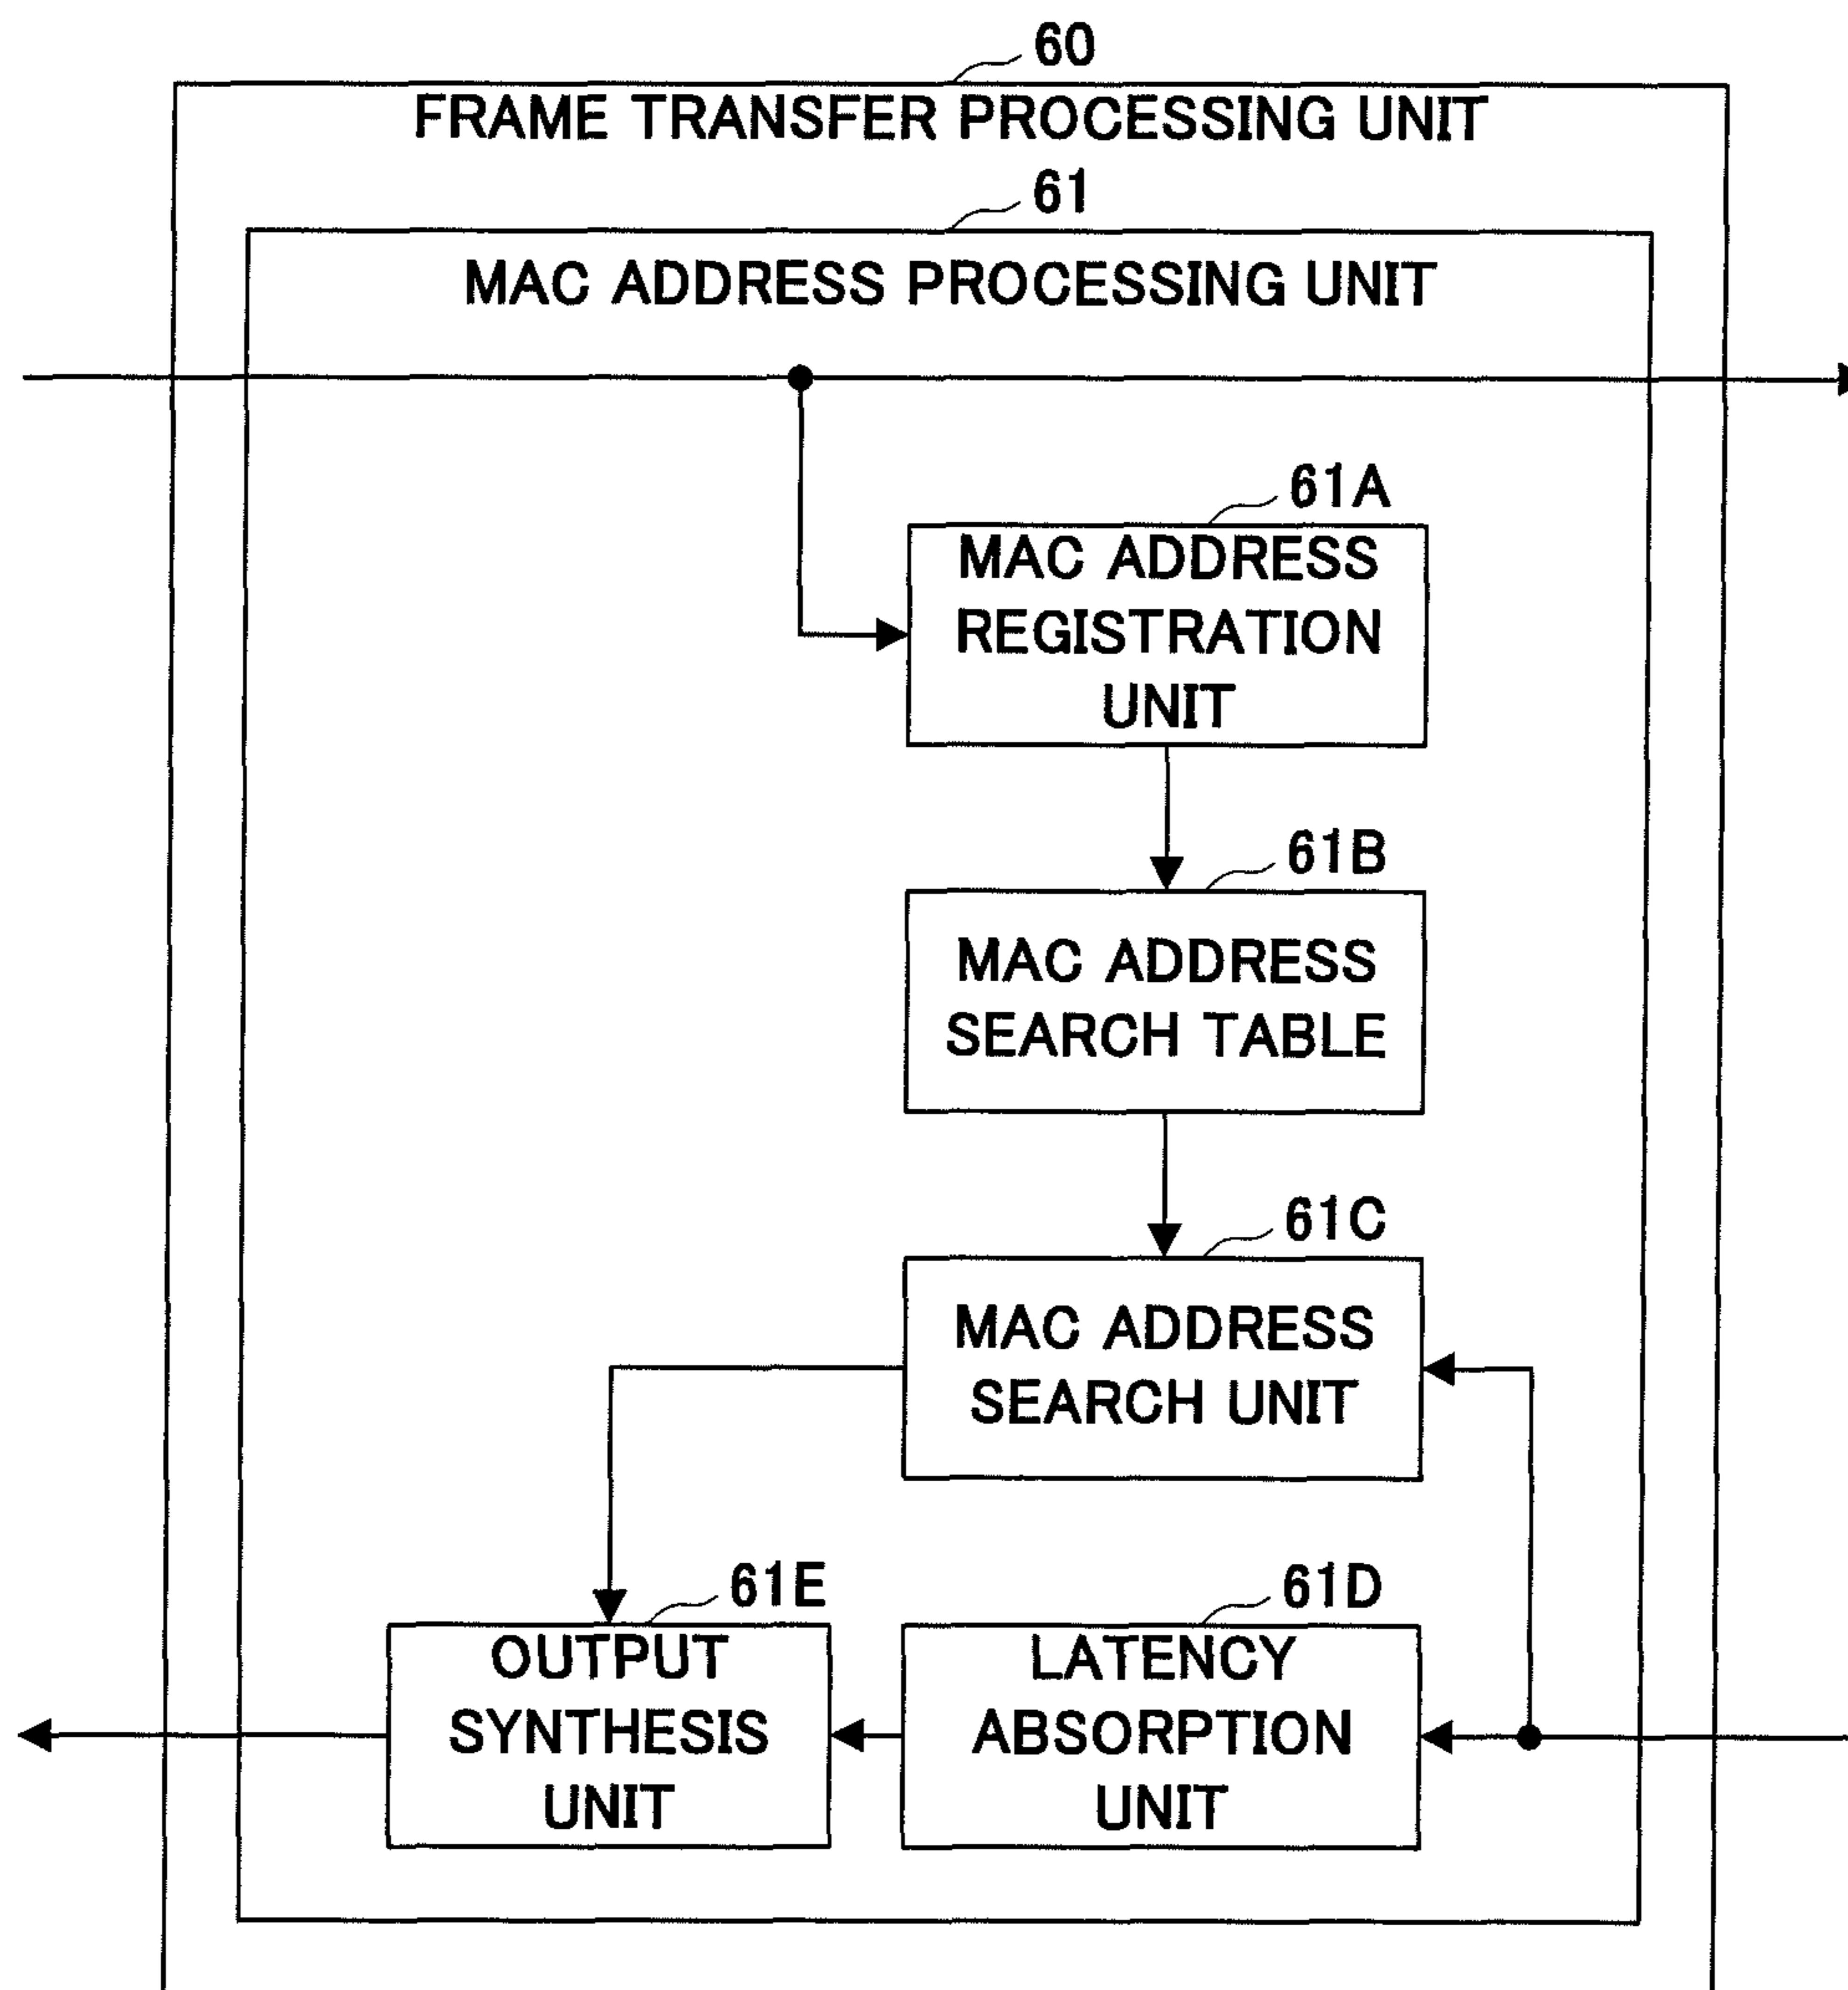 60
FRAME TRANSFER PROCESSING UNIT
61
MAC ADDRESS PROCESSING UNIT
61A
MAC ADDRESS
REGISTRATION
UNIT
61B
MAC ADDRESS
SEARCH TABLE
61C
MAC ADDRESS
SEARCH UNIT
61E
OUTPUT
SYNTHESIS
UNIT
61D
LATENCY
ABSORPTION
UNIT